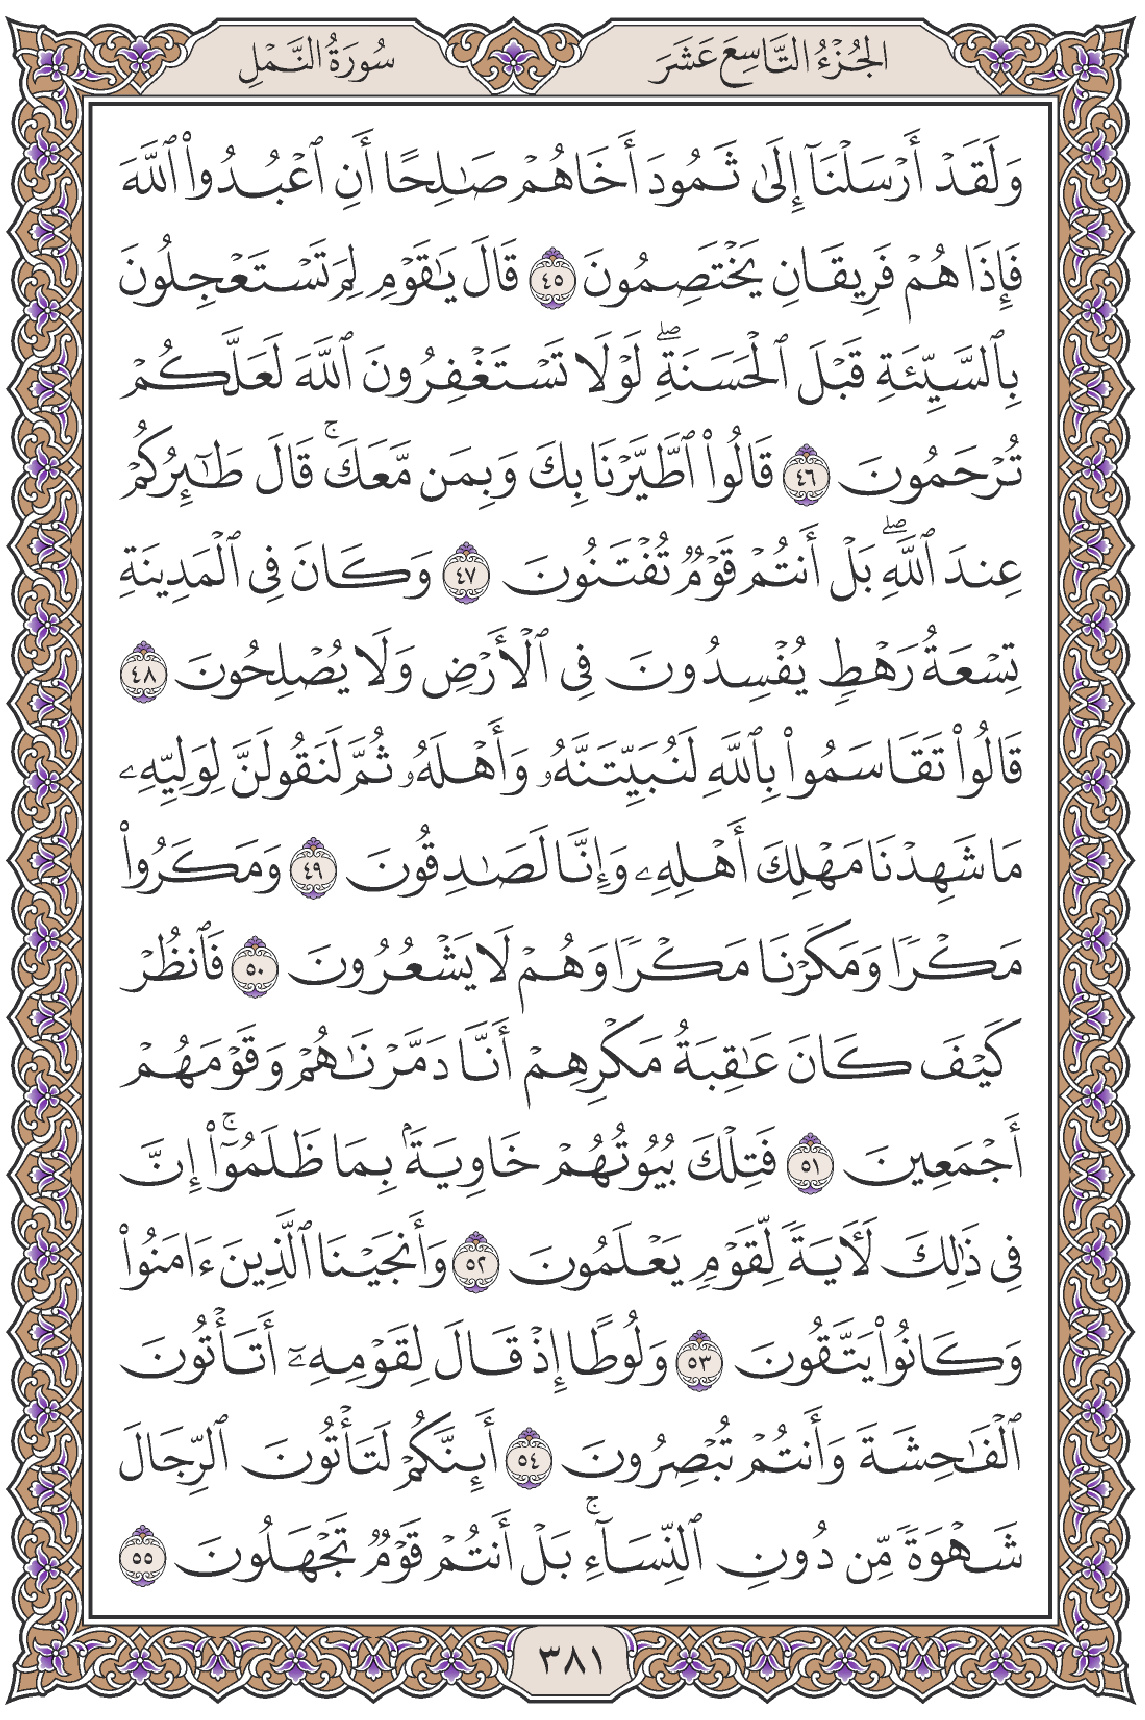 الجُزْءُ التَّاسِعَ عَشَرَ
سُورَةُ النَّمْلِ
وَلَقَدْ أَرْسَلْنَآ إِلَىٰ ثَمُودَ أَخَاهُمْ صَٰلِحًا أَنِ ٱعْبُدُوا۟ ٱللَّهَ
فَإِذَا هُمْ فَرِيقَانِ يَخْتَصِمُونَ ٤٥ قَالَ يَٰقَوْمِ لِمَ تَسْتَعْجِلُونَ
بِٱلسَّيِّئَةِ قَبْلَ ٱلْحَسَنَةِ ۖ لَوْلَا تَسْتَغْفِرُونَ ٱللَّهَ لَعَلَّكُمْ
تُرْحَمُونَ ٤٦ قَالُوا۟ ٱطَّيَّرْنَا بِكَ وَبِمَن مَّعَكَ ۚ قَالَ طَٰٓئِرُكُمْ
عِندَ ٱللَّهِ ۖ بَلْ أَنتُمْ قَوْمٌ تُفْتَنُونَ ٤٧ وَكَانَ فِى ٱلْمَدِينَةِ
تِسْعَةُ رَهْطٍ يُفْسِدُونَ فِى ٱلْأَرْضِ وَلَا يُصْلِحُونَ ٤٨
قَالُوا۟ تَقَاسَمُوا۟ بِٱللَّهِ لَنُبَيِّتَنَّهُۥ وَأَهْلَهُۥ ثُمَّ لَنَقُولَنَّ لِوَلِيِّهِۦ
مَا شَهِدْنَا مَهْلِكَ أَهْلِهِۦ وَإِنَّا لَصَٰدِقُونَ ٤٩ وَمَكَرُوا۟
مَكْرًا وَمَكَرْنَا مَكْرًا وَهُمْ لَا يَشْعُرُونَ ٥٠ فَٱنظُرْ
كَيْفَ كَانَ عَٰقِبَةُ مَكْرِهِمْ أَنَّا دَمَّرْنَٰهُمْ وَقَوْمَهُمْ
أَجْمَعِينَ ٥١ فَتِلْكَ بُيُوتُهُمْ خَاوِيَةًۢ بِمَا ظَلَمُوٓا۟ ۚ إِنَّ
فِى ذَٰلِكَ لَءَايَةً لِّقَوْمٍ يَعْلَمُونَ ٥٢ وَأَنجَيْنَا ٱلَّذِينَ ءَامَنُوا۟
وَكَانُوا۟ يَتَّقُونَ ٥٣ وَلُوطًا إِذْ قَالَ لِقَوْمِهِۦٓ أَتَأْتُونَ
ٱلْفَٰحِشَةَ وَأَنتُمْ تُبْصِرُونَ ٥٤ أَئِنَّكُمْ لَتَأْتُونَ ٱلرِّجَالَ
شَهْوَةً مِّن دُونِ ٱلنِّسَآءِ ۚ بَلْ أَنتُمْ قَوْمٌ تَجْهَلُونَ ٥٥
٣٨١